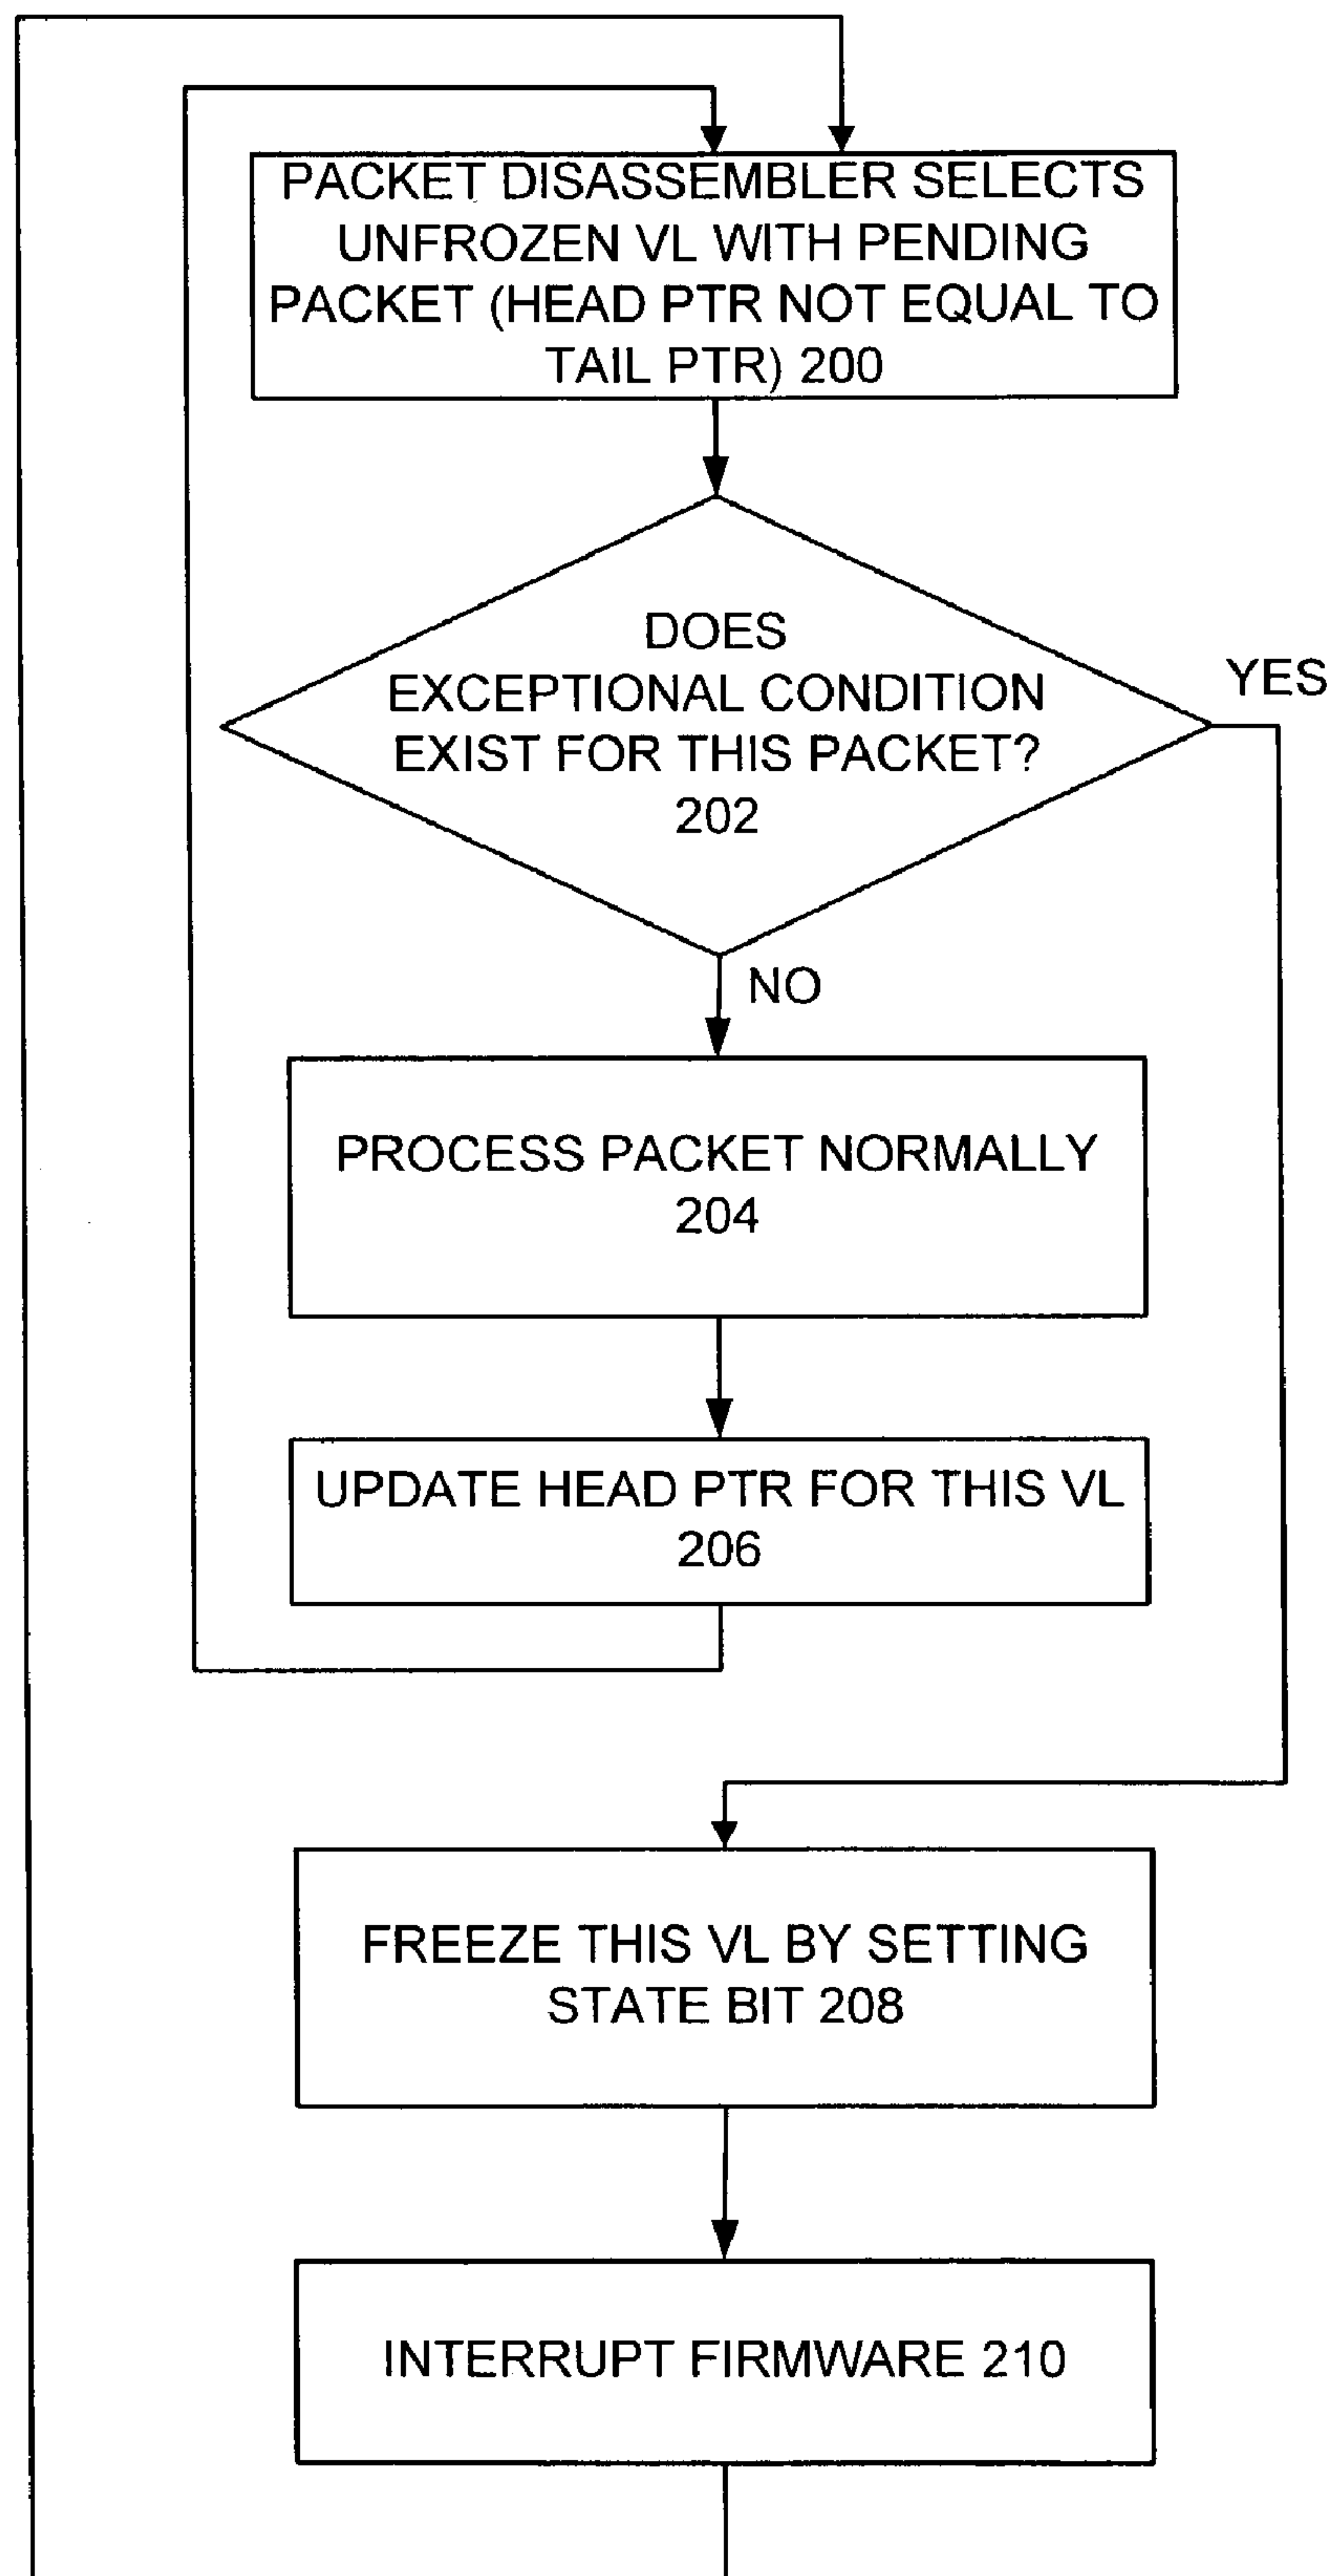 PACKET DISASSEMBLER SELECTS
UNFROZEN VL WITH PENDING
PACKET (HEAD PTR NOT EQUAL TO
TAIL PTR) 200
DOES
EXCEPTIONAL CONDITION
EXIST FOR THIS PACKET?
202
YES
NO
PROCESS PACKET NORMALLY
204
UPDATE HEAD PTR FOR THIS VL
206
FREEZE THIS VL BY SETTING
STATE BIT 208
INTERRUPT FIRMWARE 210